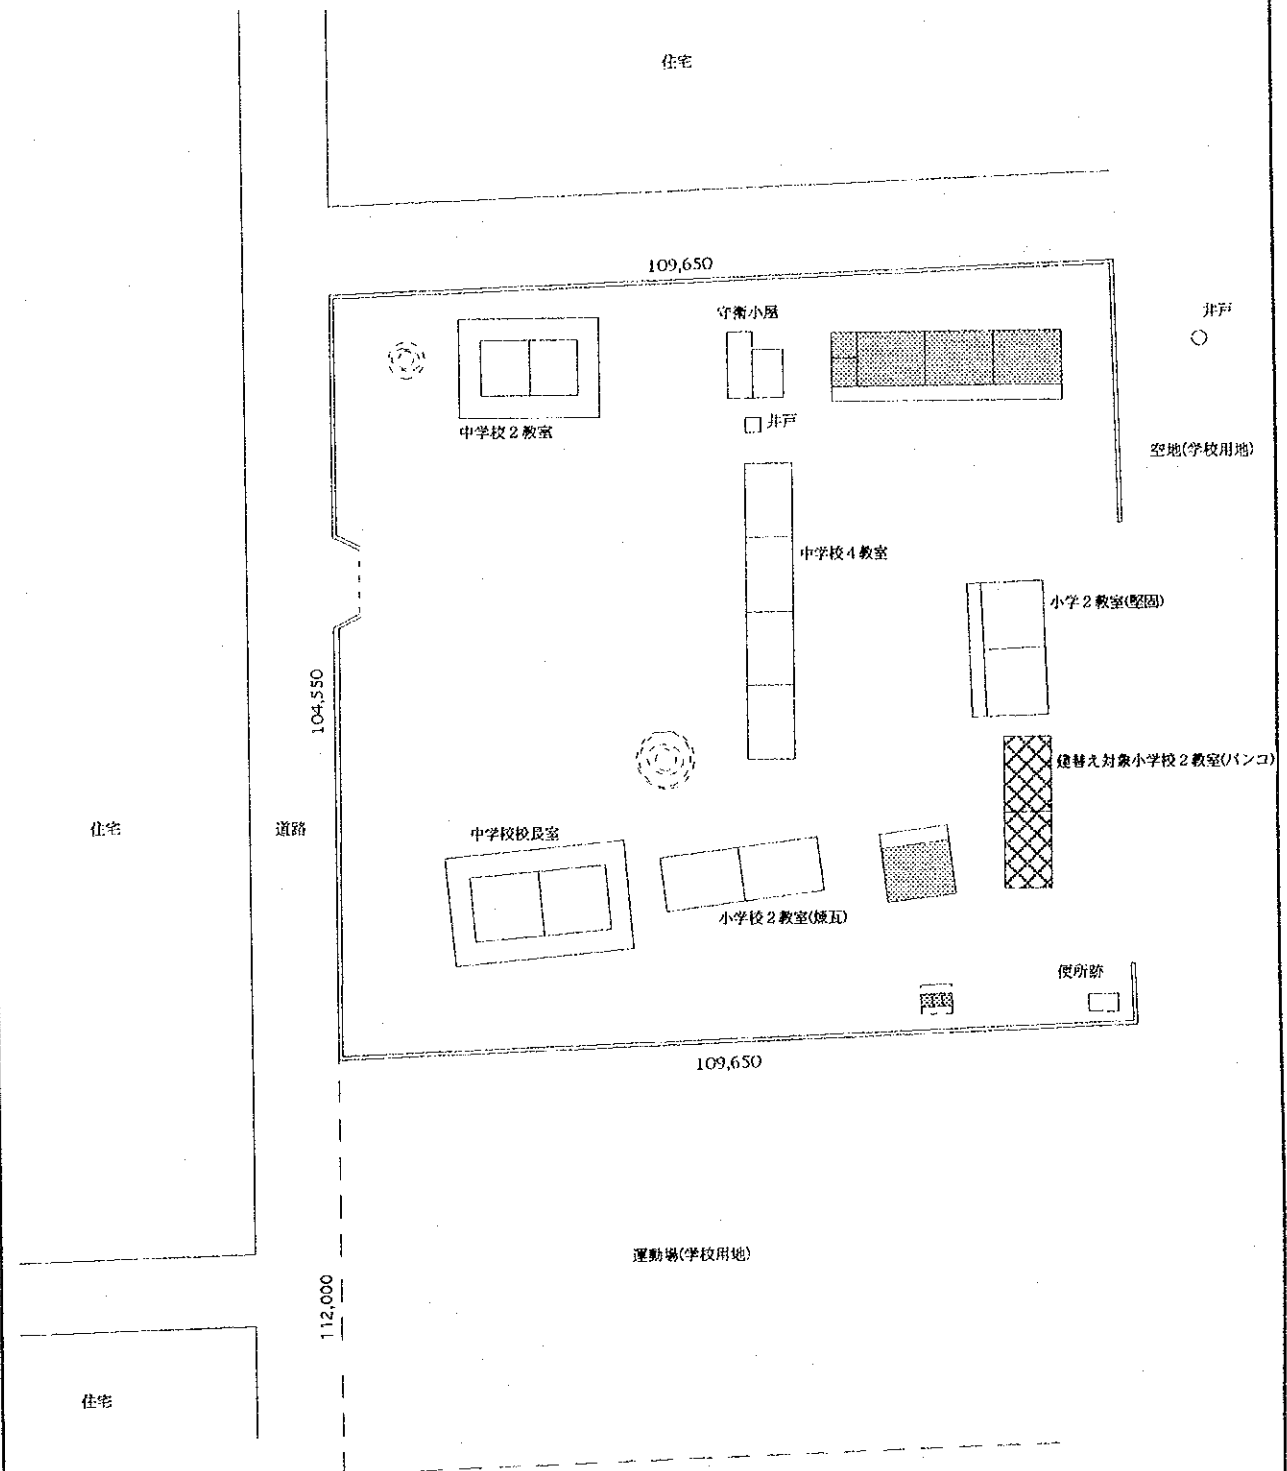 住宅
109,650
守衛小屋
井戸
中学校2教室
井戸
空地(学校用地)
中学校4教室
小学2教室(堅固)
104,550
建替え対象小学校2教室(バンコ)
住宅
道路
中学校校長室
小学校2教室(煉瓦)
便所跡
109,650
運動場(学校用地)
112,000
住宅